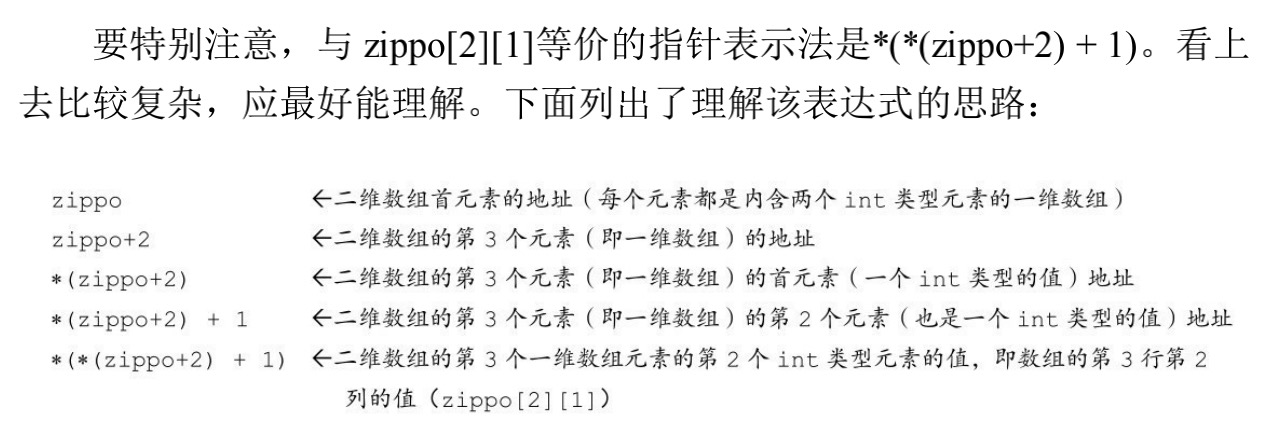 要特别注意，与 zippo[2][1]等价的指针表示法是*(*(zippo+2) + 1)。看上
去比较复杂，应最好能理解。下面列出了理解该表达式的思路：
zippo ←二维数组首元素的地址（每个元素都是内含两个 int 类型元素的一维数组）
zippo+2 ←二维数组的第 3 个元素（即一维数组）的地址
*(zippo+2) ←二维数组的第 3 个元素（即一维数组）的首元素（一个 int 类型的值）地址
*(zippo+2) + 1 ←二维数组的第 3 个元素（即一维数组）的第 2 个元素（也是一个 int 类型的值）地址
*(*(zippo+2) + 1) ←二维数组的第 3 个一维数组元素的第 2 个 int 类型元素的值，即数组的第 3 行第 2
列的值（zippo[2][1]）